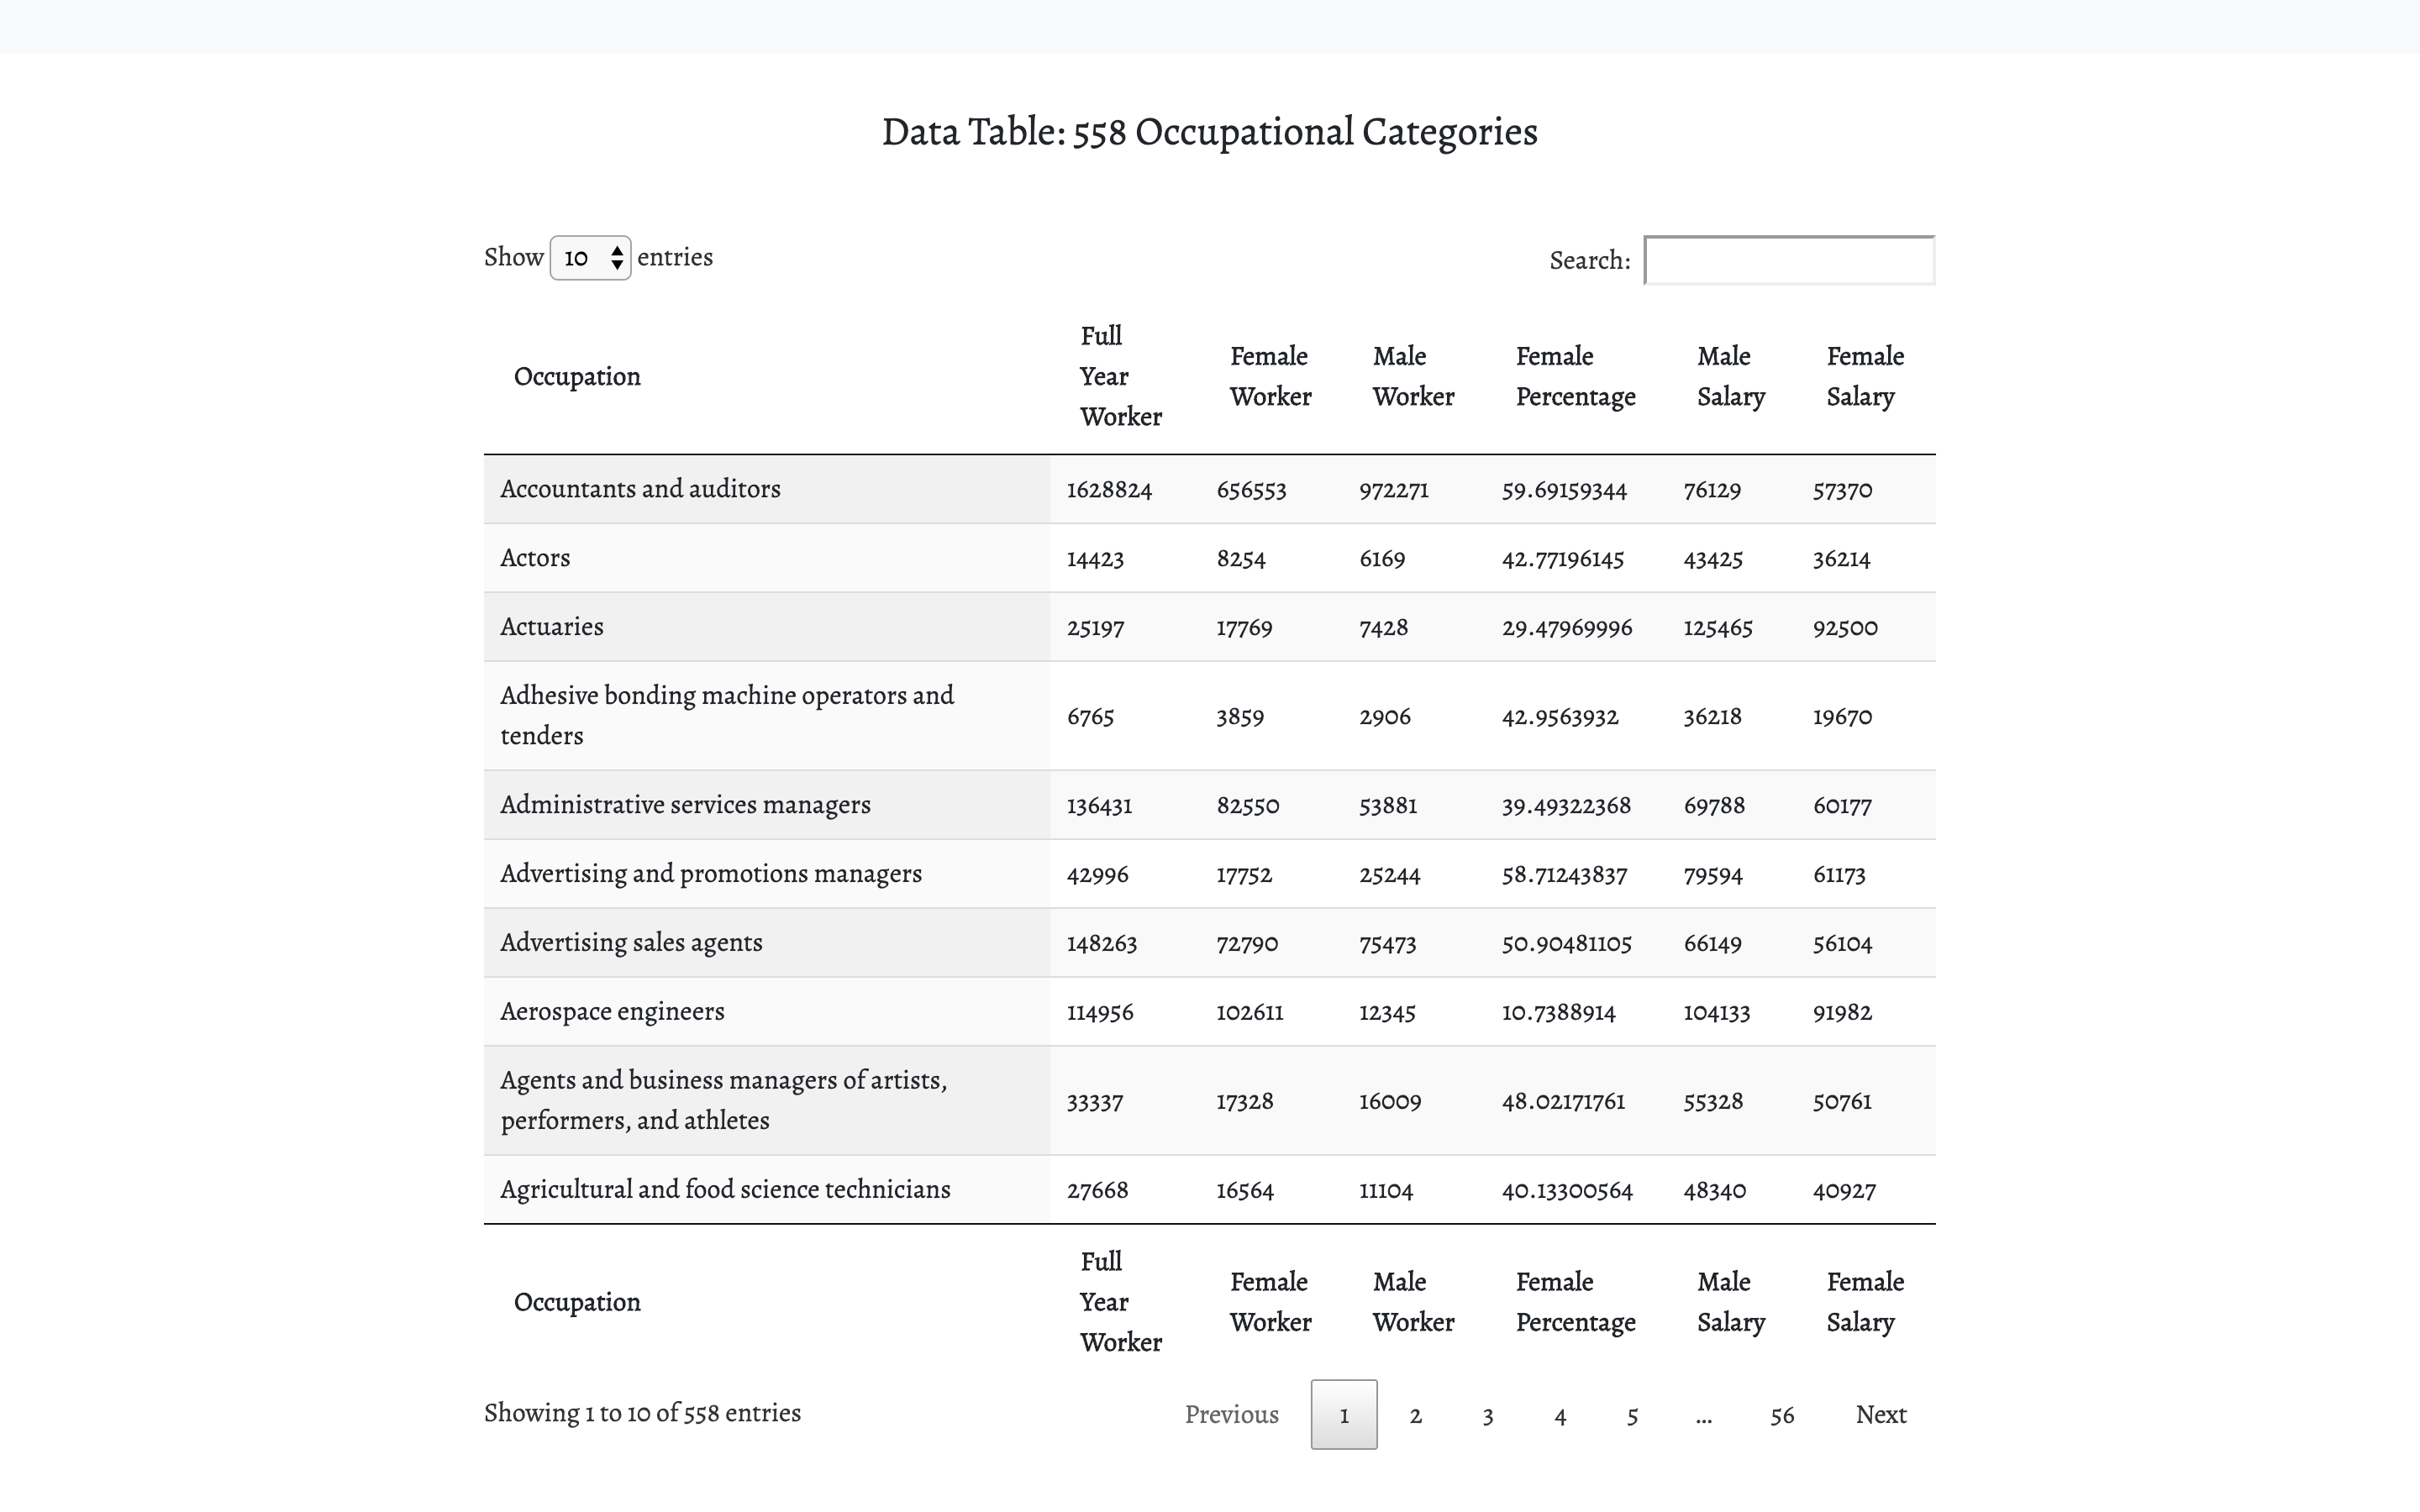 Data Table: 558 Occupational Categories
Show 10 entries
Search:
Occupation Full Year Worker Female Worker Male Worker Female Percentage Male Salary Female Salary
Accountants and auditors 1628824 656553 972271 59.69159344 76129 57370
Actors 14423 8254 6169 42.77196145 43425 36214
Actuaries 25197 17769 7428 29.47969996 125465 92500
Adhesive bonding machine operators and tenders 6765 3859 2906 42.9563932 36218 19670
Administrative services managers 136431 82550 53881 39.49322368 69788 60177
Advertising and promotions managers 42996 17752 25244 58.71243837 79594 61173
Advertising sales agents 148263 72790 75473 50.90481105 66149 56104
Aerospace engineers 114956 102611 12345 10.7388914 104133 91982
Agents and business managers of artists, performers, and athletes 33337 17328 16009 48.02171761 55328 50761
Agricultural and food science technicians 27668 16564 11104 40.13300564 48340 40927
Occupation Full Year Worker Female Worker Male Worker Female Percentage Male Salary Female Salary
Showing 1 to 10 of 558 entries
Previous 1 2 3 4 5 … 56 Next